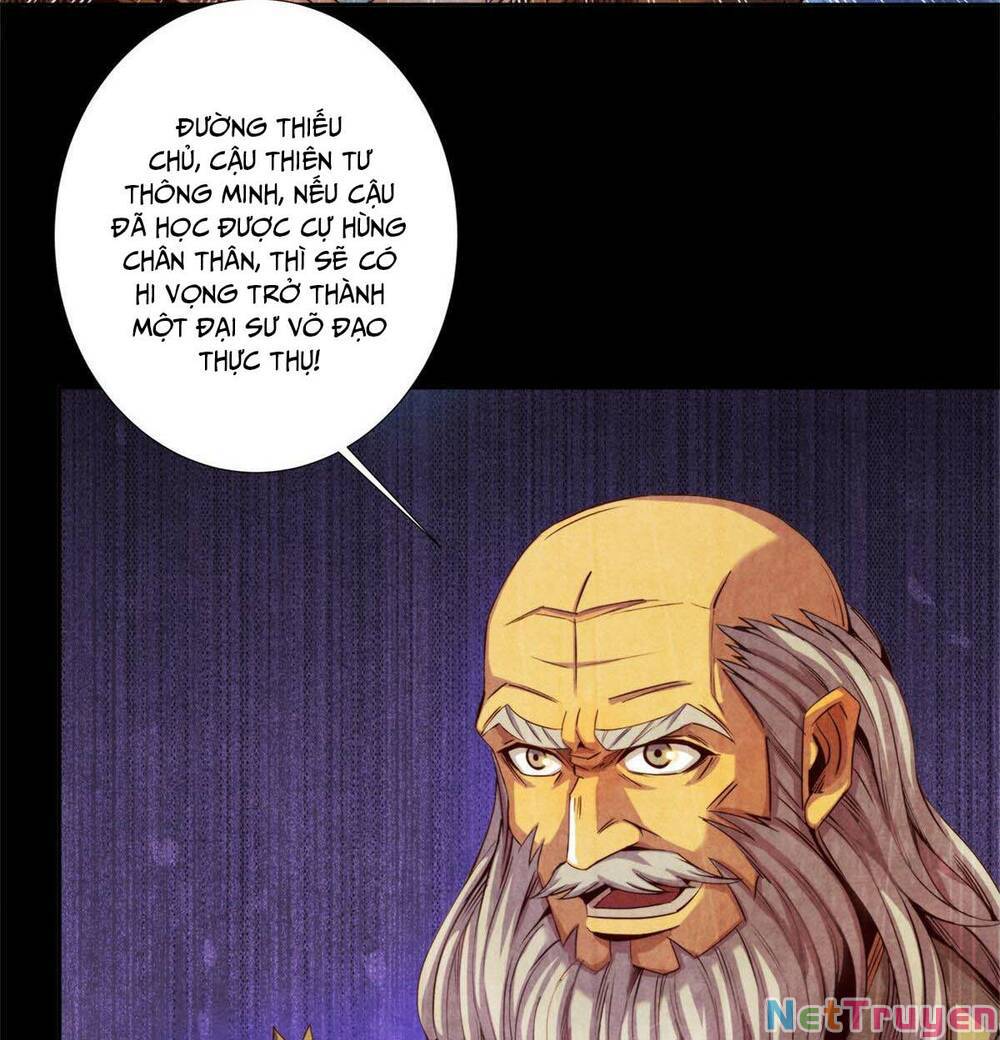 ĐƯỜNG THIẾU
CHỦ, CẬU THIÊN TƯ
THÔNG MINH, NẾU CẬU
ĐÃ HỌC ĐƯỢC CỰ HÙNG
CHÂN THÂN, THÌ SẼ CÓ
HI VỌNG TRỞ THÀNH
MỘT ĐẠI SƯ VÕ ĐẠO
THỰC THỤ!
NETTRUYEN